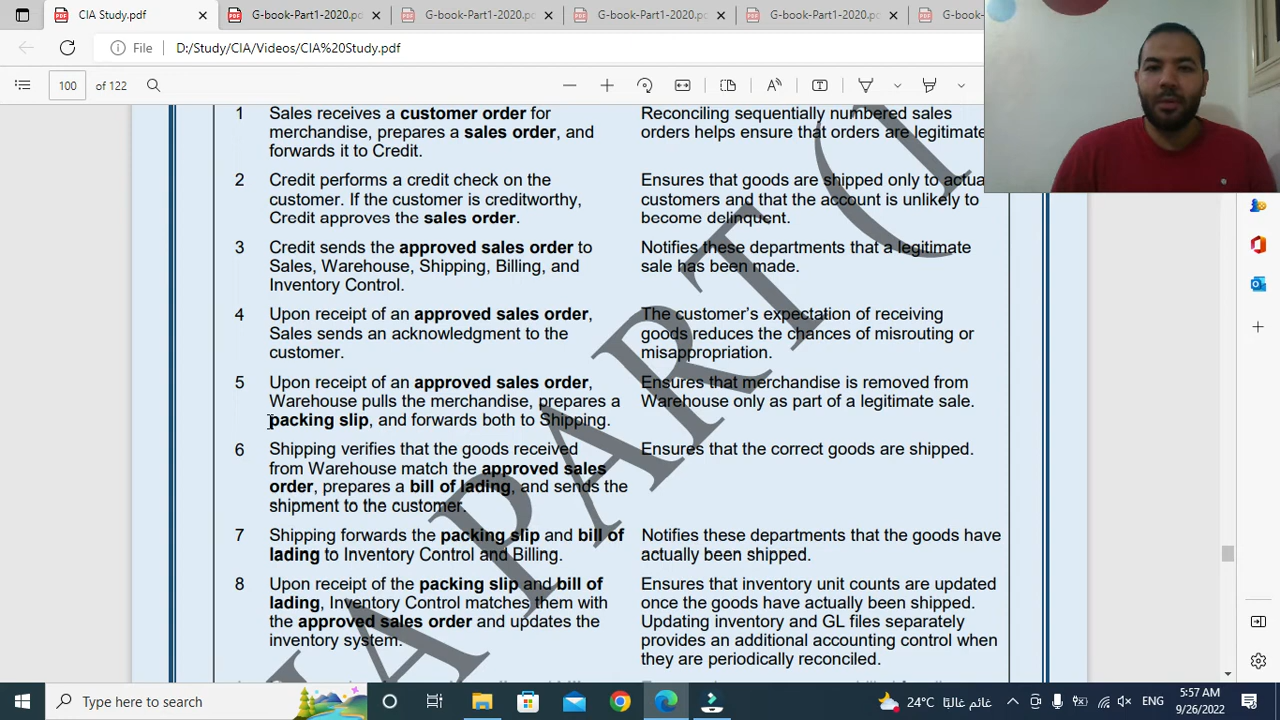 CIA Study.pdf
G-book-Part1-2020.pdf
G-book-Part1-2020.pdf
G-book-Part1-2020.pdf
G-book-Part1-2020.pdf
G-book-Part1-2020.pdf
File
D:/Study/CIA/Videos/CIA%20Study.pdf
100
of 122
1
Sales receives a customer order for
merchandise, prepares a sales order, and
forwards it to Credit.
Reconciling sequentially numbered sales
orders helps ensure that orders are legitimate
2
Credit performs a credit check on the
customer. If the customer is creditworthy,
Credit approves the sales order.
Ensures that goods are shipped only to actua
customers and that the account is unlikely to
become delinquent.
3
Credit sends the approved sales order to
Sales, Warehouse, Shipping, Billing, and
Inventory Control.
Notifies these departments that a legitimate
sale has been made.
4
Upon receipt of an approved sales order,
Sales sends an acknowledgment to the
customer.
The customer's expectation of receiving
goods reduces the chances of misrouting or
misappropriation.
5
Upon receipt of an approved sales order,
Warehouse pulls the merchandise, prepares a
packing slip, and forwards both to Shipping.
Ensures that merchandise is removed from
Warehouse only as part of a legitimate sale.
6
Shipping verifies that the goods received
from Warehouse match the approved sales
order, prepares a bill of lading, and sends the
shipment to the customer.
Ensures that the correct goods are shipped.
7
Shipping forwards the packing slip and bill of
lading to Inventory Control and Billing.
Notifies these departments that the goods have
actually been shipped.
8
Upon receipt of the packing slip and bill of
lading, Inventory Control matches them with
the approved sales order and updates the
inventory system.
Ensures that inventory unit counts are updated
once the goods have actually been shipped.
Updating inventory and GL files separately
provides an additional accounting control when
they are periodically reconciled.
IA PART (
Type here to search
24°C غائم غالبًا
5:57 AM
9/26/2022